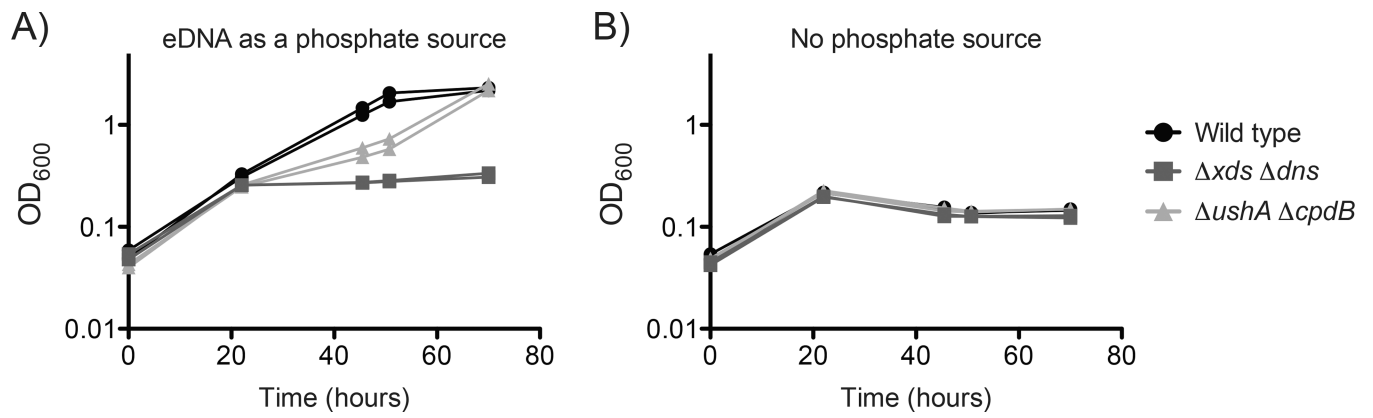 A)
eDNA as a phosphate source
OD600
1
0.1
0.01
0
20
40
60
80
Time (hours)
B)
No phosphate source
OD600
1
0.1
0.01
0
20
40
60
80
Time (hours)
Wild type
Δxds Δdns
ΔushA ΔcpdB